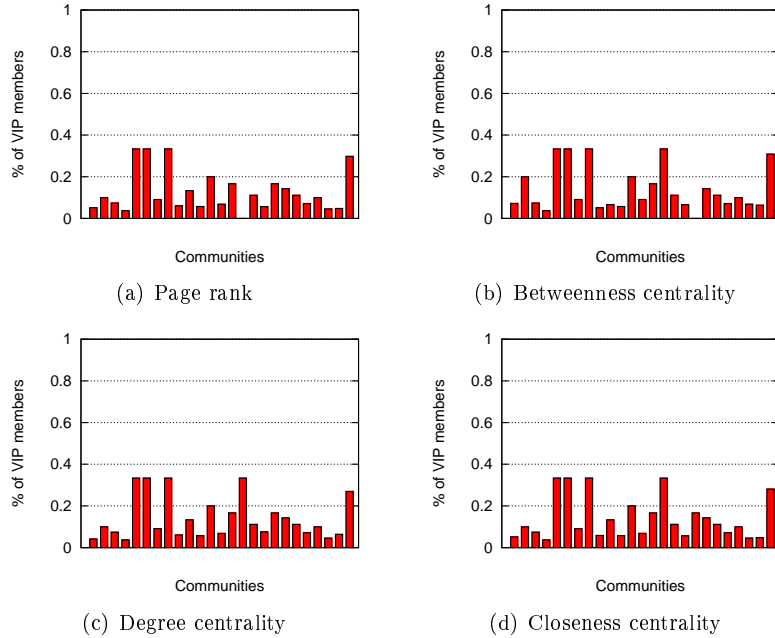 1
0.8
0.6
0.4
0.2
0
% of VIP members
Communities
(a) Page rank
1
0.8
0.6
0.4
0.2
0
% of VIP members
Communities
(b) Betweenness centrality
1
0.8
0.6
0.4
0.2
0
% of VIP members
Communities
(c) Degree centrality
1
0.8
0.6
0.4
0.2
0
% of VIP members
Communities
(d) Closeness centrality